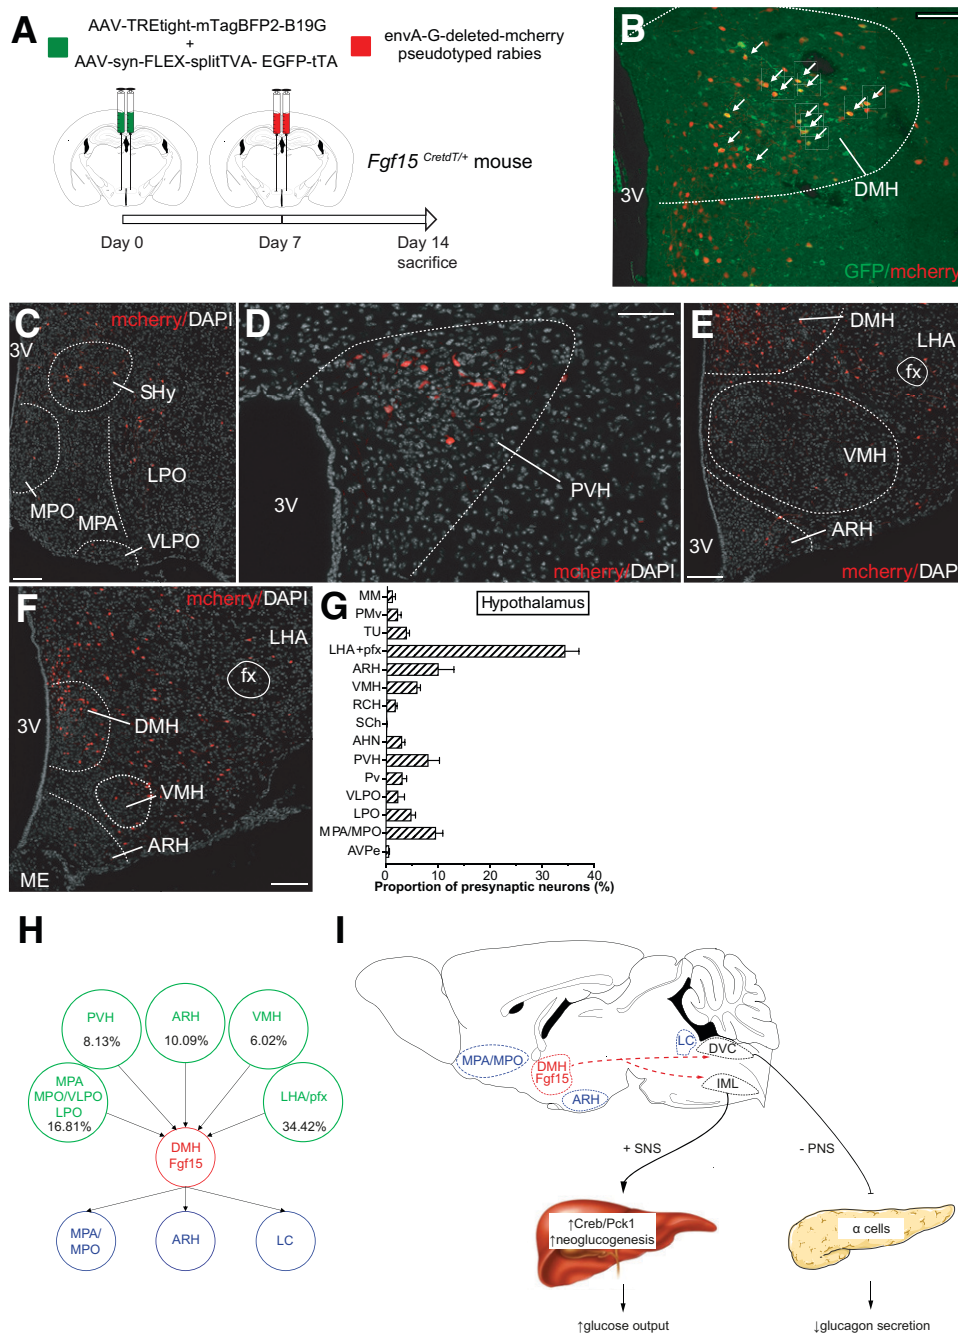 A
AAV-TREtight-mTagBFP2-B19G
+
AAV-syn-FLEX-splitTVA- EGFP-tTA
envA-G-deleted-mcherry
pseudotyped rabies
Fgf15 CretdT/+ mouse
Day 0
Day 7
Day 14
sacrifice
B
DMH
3V
GFP/mcherry
C
mcherry/DAPI
3V
SHy
LPO
MPO
MPA
VLPO
D
PVH
3V
mcherry/DAPI
E
DMH
LHA
fx
VMH
ARH
3V
mcherry/DAP
F
mcherry/DAPI
LHA
fx
3V
DMH
VMH
ARH
ME
G
Hypothalamus
MM
PMv
TU
LHA+pfx
ARH
VMH
RCH
SCh
AHN
PVH
Pv
VLPO
LPO
MPA/MPO
AVPe
0
10
20
30
40
Proportion of presynaptic neurons (%)
H
PVH
8.13%
ARH
10.09%
VMH
6.02%
MPA
MPO/VLPO
LPO
16.81%
LHA/pfx
34.42%
DMH
Fgf15
MPA/
MPO
ARH
LC
I
MPA/MPO
DMH
Fgf15
ARH
LC
DVC
IML
+ SNS
- PNS
↑Creb/Pck1
↑neoglucogenesis
α cells
↑glucose output
↓glucagon secretion